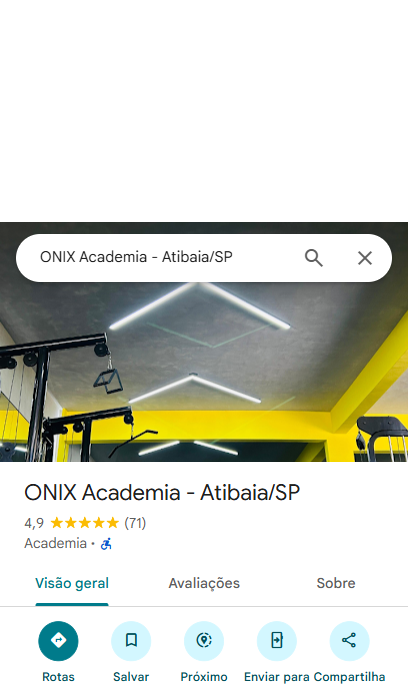 ONIX Academia - Atibaia/SP
ONIX Academia - Atibaia/SP
4,9 (71)
Academia •
Visão geral Avaliações Sobre
Rotas Salvar Próximo Enviar para Compartilha